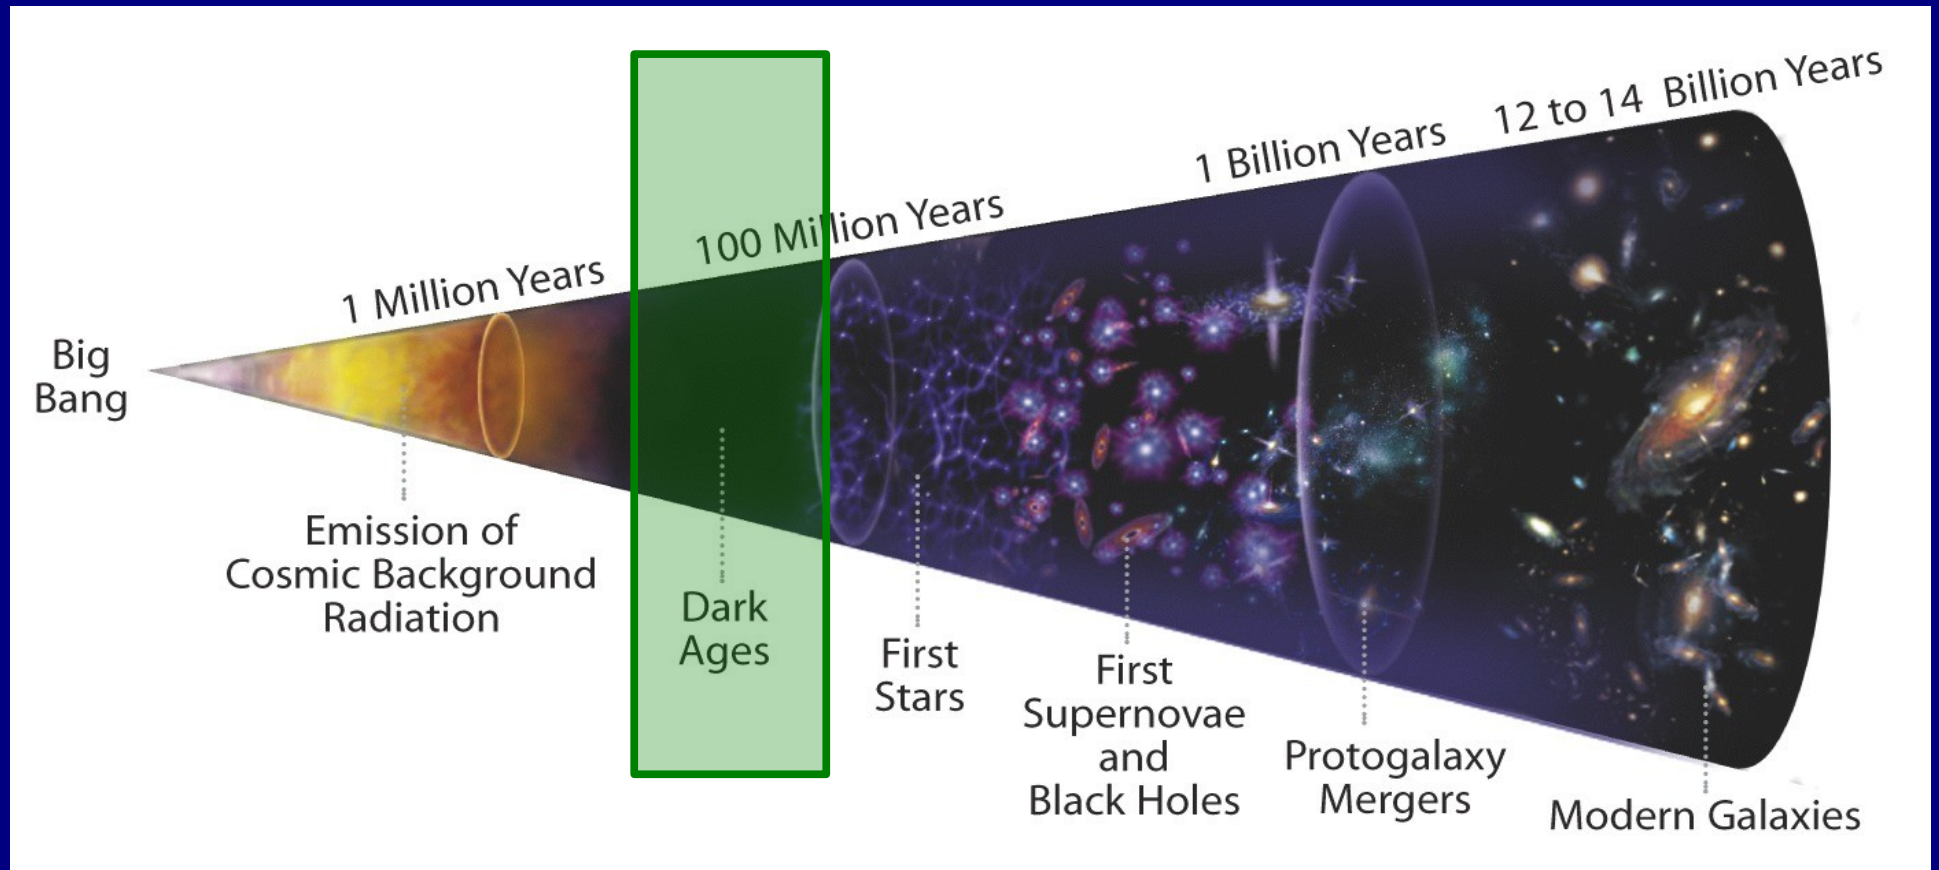 12 to 14 Billion Years
1 Billion Years
100 Million Years
1 Million Years
Big
Bang
Emission of
Cosmic Background
Radiation
Dark
Ages
First
Stars
First
Supernovae
and
Black Holes
Protogalaxy
Mergers
Modern Galaxies